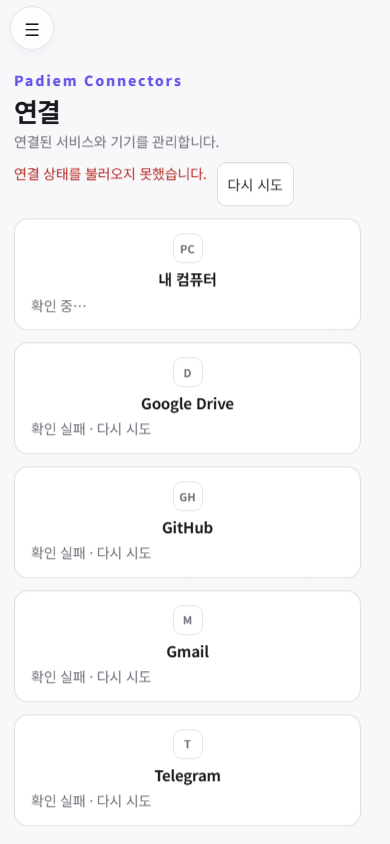 ☰
Padiem Connectors
연결
연결된 서비스와 기기를 관리합니다.
연결 상태를 불러오지 못했습니다.
다시 시도
PC
내 컴퓨터
확인 중…
D
Google Drive
확인 실패 · 다시 시도
GH
GitHub
확인 실패 · 다시 시도
M
Gmail
확인 실패 · 다시 시도
T
Telegram
확인 실패 · 다시 시도